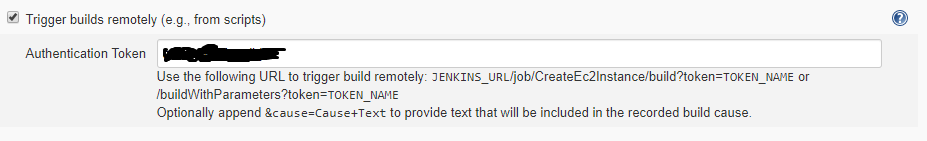 Trigger builds remotely (e.g., from scripts)
Authentication Token
Use the following URL to trigger build remotely: JENKINS_URL/job/CreateEc2Instance/build?token=TOKEN_NAME or
/buildWithParameters?token=TOKEN_NAME
Optionally append &cause=Cause+Text to provide text that will be included in the recorded build cause.